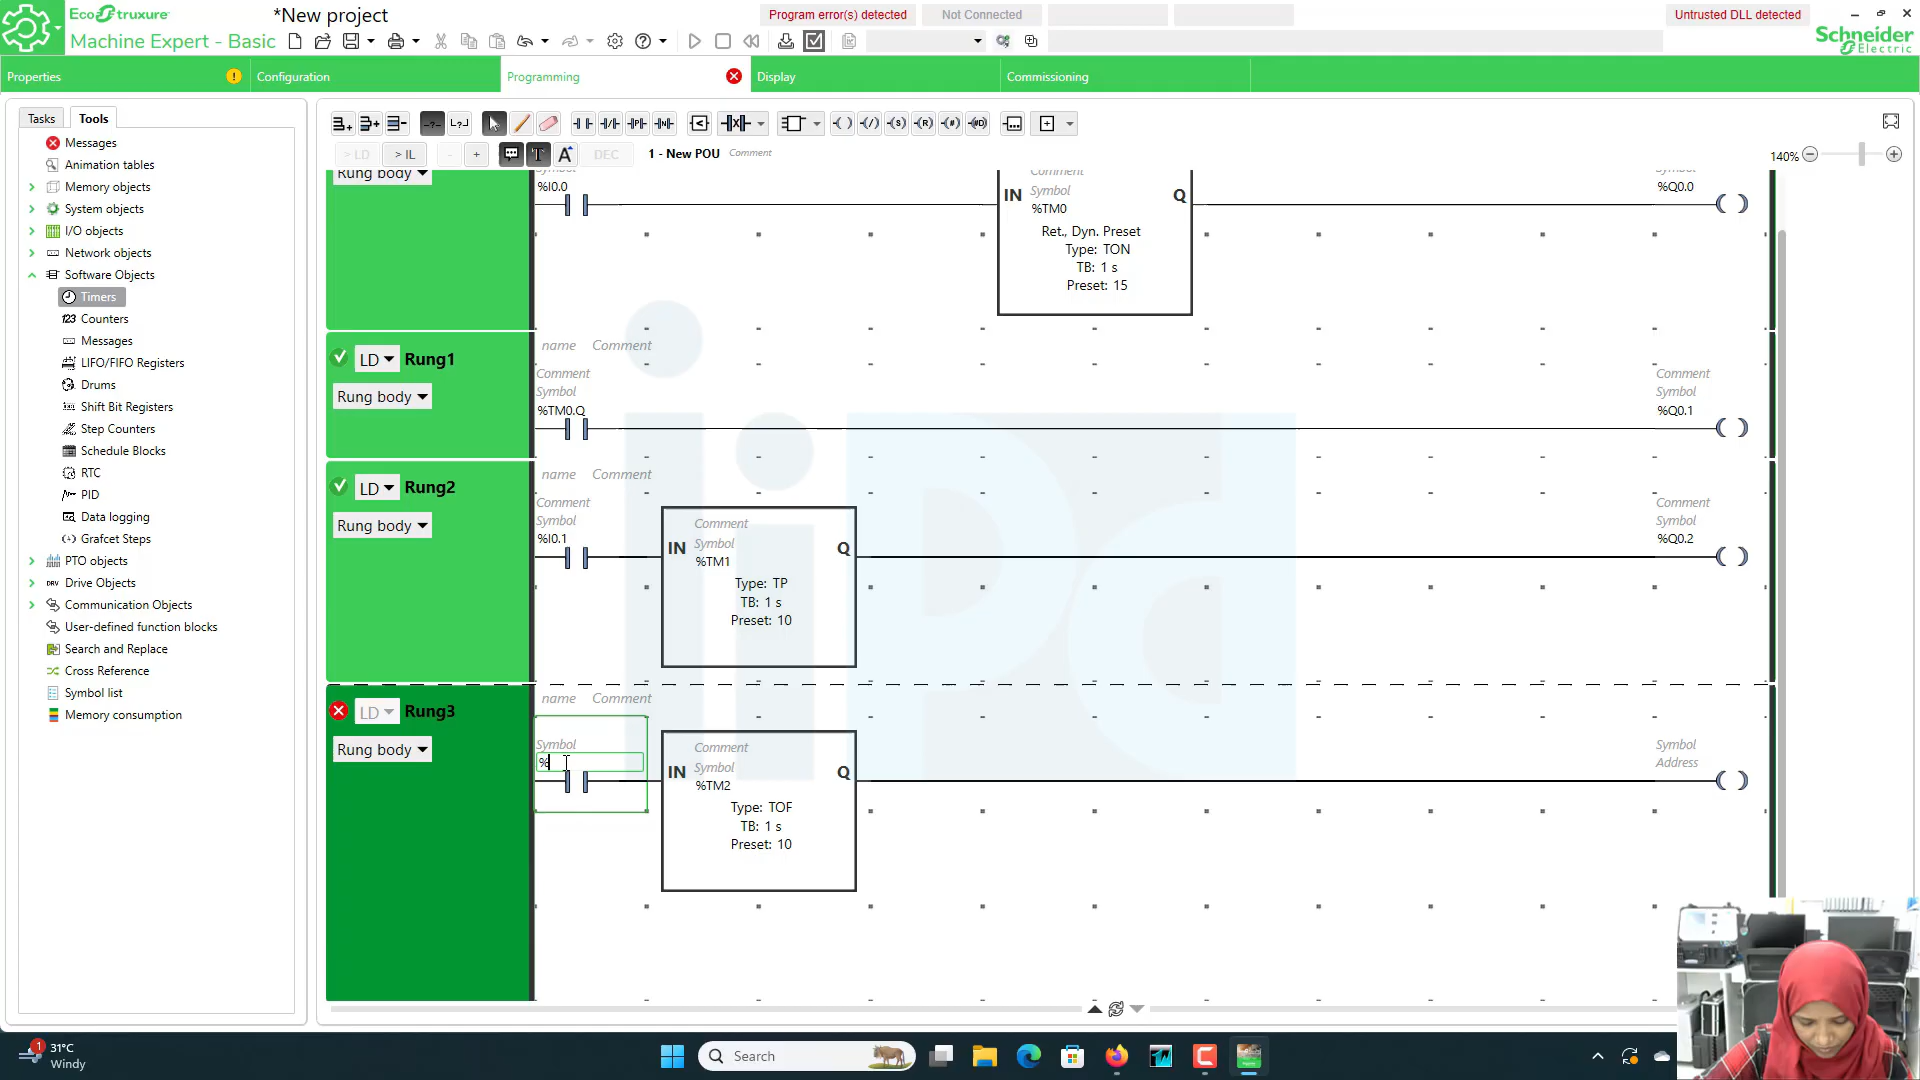 EcoStruxure
Machine Expert - Basic
*New project
Program error(s) detected
Not Connected
Untrusted DLL detected
Schneider
Electric
Properties
!
Configuration
Programming
Display
Commissioning
Tasks
Tools
Messages
Animation tables
Memory objects
System objects
I/O objects
Network objects
Software Objects
Timers
123 Counters
Messages
LIFO/FIFO Registers
Drums
Shift Bit Registers
Step Counters
Schedule Blocks
RTC
PID
Data logging
Grafcet Steps
PTO objects
DRV Drive Objects
Communication Objects
User-defined function blocks
Search and Replace
Cross Reference
Symbol list
Memory consumption
> LD
> IL
-
+
T
A
DEC
1 - New POU
Comment
140%
Rung body
Symbol
%I0.0
Comment
IN
Symbol
Q
%TM0
Ret., Dyn. Preset
Type: TON
TB: 1 s
Preset: 15
Symbol
%Q0.0
LD
Rung1
Rung body
name
Comment
Comment
Symbol
%TM0.Q
Comment
Symbol
%Q0.1
LD
Rung2
Rung body
name
Comment
Comment
Symbol
%I0.1
Comment
IN
Symbol
Q
%TM1
Type: TP
TB: 1 s
Preset: 10
Comment
Symbol
%Q0.2
LD
Rung3
Rung body
name
Comment
Symbol
%
Comment
IN
Symbol
Q
%TM2
Type: TOF
TB: 1 s
Preset: 10
Symbol
Address
iiPd
1
31°C
Windy
Search